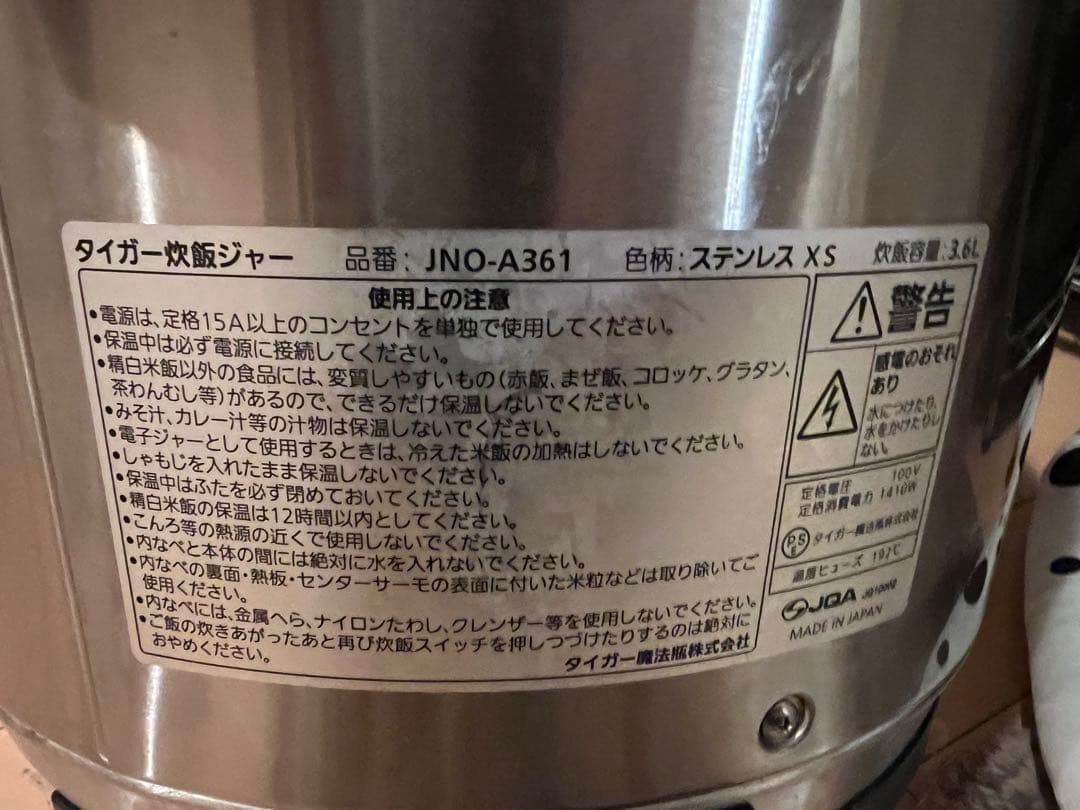 タイガー炊飯ジャー 品番: JNO-A361 色柄:ステンレス XS 炊飯容量:3.6L
使用上の注意
•電源は、定格15A以上のコンセントを単独で使用してください。
•保温中は必ず電源に接続してください。
•精白米飯以外の食品には、変質しやすいもの(赤飯、まぜ飯、コロッケ、グラタン、
茶わんむし等)があるので、できるだけ保温しないでください。
•みそ汁、カレー汁等の汁物は保温しないでください。
•電子ジャーとして使用するときは、冷えた米飯の加熱はしないでください。
•しゃもじを入れたまま保温しないでください。
•保温中はふたを必ず閉めておいてください。
•精白米飯の保温は12時間以内としてください。
•こんろ等の熱源の近くで使用しないでください。
•内なべと本体の間には絶対に水を入れないでください。
•内なべの裏面・熱板・センターサーモの表面に付いた米粒などは取り除いてご
使用ください。
•内なべには、金属へら、ナイロンたわし、クレンザー等を使用しないでください。
•ご飯の炊きあがったあと再び炊飯スイッチを押しつづけたりするのは絶対に
おやめください。
タイガー魔法瓶株式会社
警告
感電のおそれ
あり
水につけたり、
水をかけたりし
ない。
定格電圧 100V
定格消費電力 1410W
PSE タイガー魔法瓶株式会社
温度ヒューズ 192℃
JQA
MADE IN JAPAN